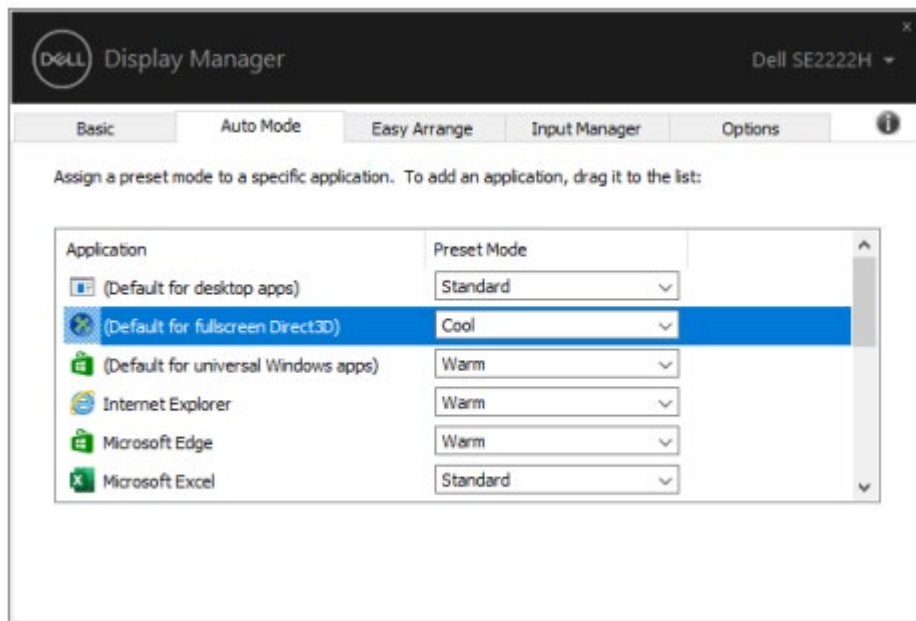 DELL Display Manager
Dell SE2222H
x
Basic Auto Mode Easy Arrange Input Manager Options
Assign a preset mode to a specific application. To add an application, drag it to the list:
Application Preset Mode
(Default for desktop apps) Standard
(Default for fullscreen Direct3D) Cool
(Default for universal Windows apps) Warm
Internet Explorer Warm
Microsoft Edge Warm
Microsoft Excel Standard